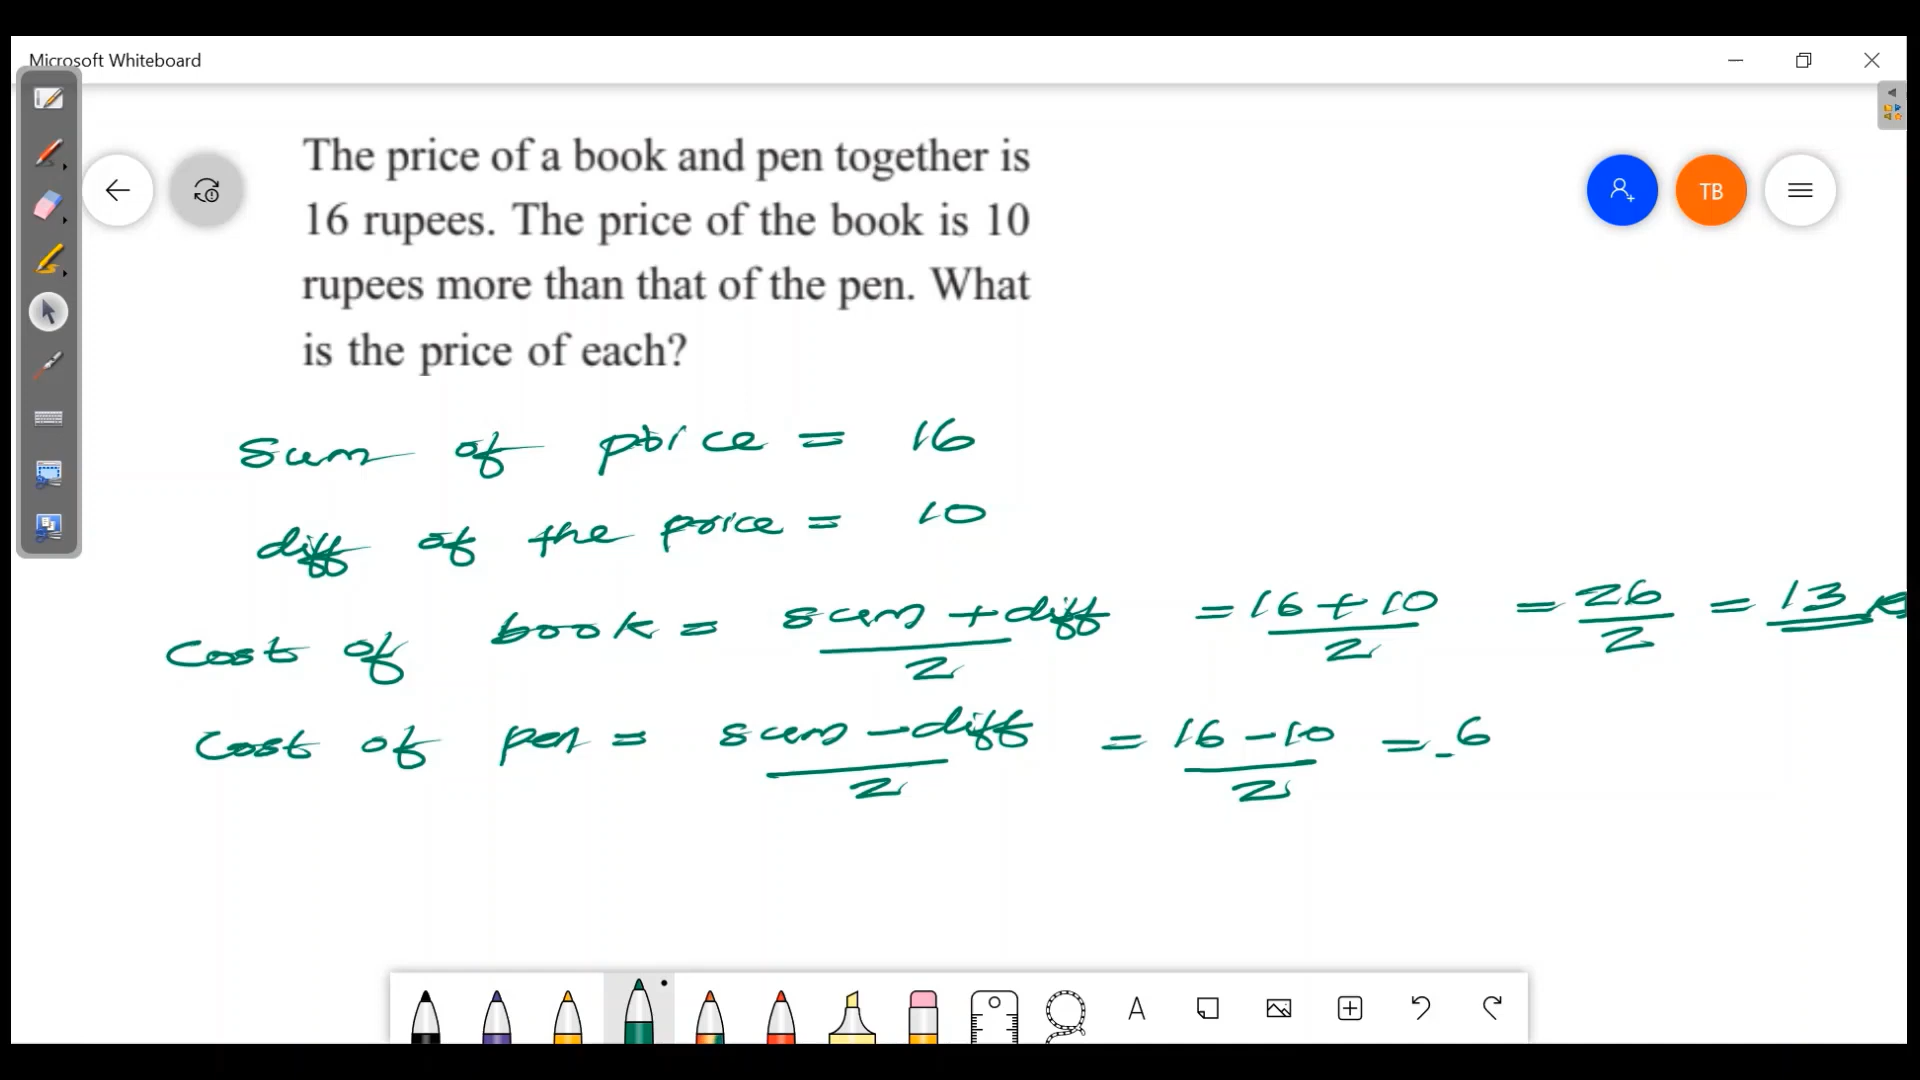 Microsoft Whiteboard
The price of a book and pen together is
16 rupees. The price of the book is 10
rupees more than that of the pen. What
is the price of each?
TB
Sum of price = 16
diff of the price = 10
Cost of book = sum + diff / 2 = 16 + 10 / 2 = 26 / 2 = 13
Cost of pen = sum - diff / 2 = 16 - 10 / 2 = 6
A